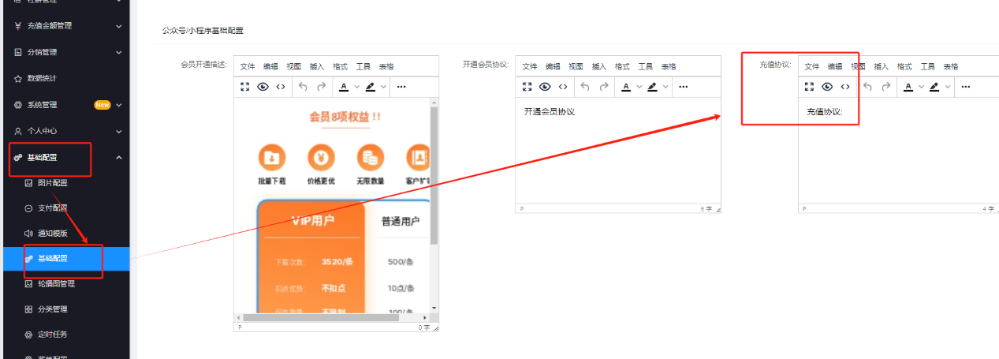 社群管理
充值金额管理
分销管理
数据统计
系统管理 New
个人中心
基础配置
图片配置
支付配置
通知模版
基础配置
轮播图管理
分类管理
定时任务
菜单配置
公众号/小程序基础配置
会员开通描述:
文件 编辑 视图 插入 格式 工具 表格
会员8项权益 !!
批量下载 价格更优 无限数量 客户扩
VIP用户 普通用户
下载次数: 3520/条 500/条
扣点优势: 不扣点 10点/条
不限制 100/条
P 0 字
开通会员协议:
文件 编辑 视图 插入 格式 工具 表格
开通会员协议
P 6 字
充值协议:
文件 编辑 视图 插入 格式 工具 表格
充值协议:
P 4 字